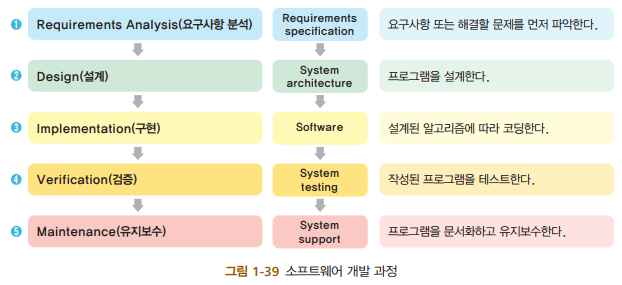 ❶ Requirements Analysis(요구사항 분석)
Requirements
specification
요구사항 또는 해결할 문제를 먼저 파악한다.
❷ Design(설계)
System
architecture
프로그램을 설계한다.
❸ Implementation(구현)
Software
설계된 알고리즘에 따라 코딩한다.
❹ Verification(검증)
System
testing
작성된 프로그램을 테스트한다.
❺ Maintenance(유지보수)
System
support
프로그램을 문서화하고 유지보수한다.
그림 1-39 소프트웨어 개발 과정